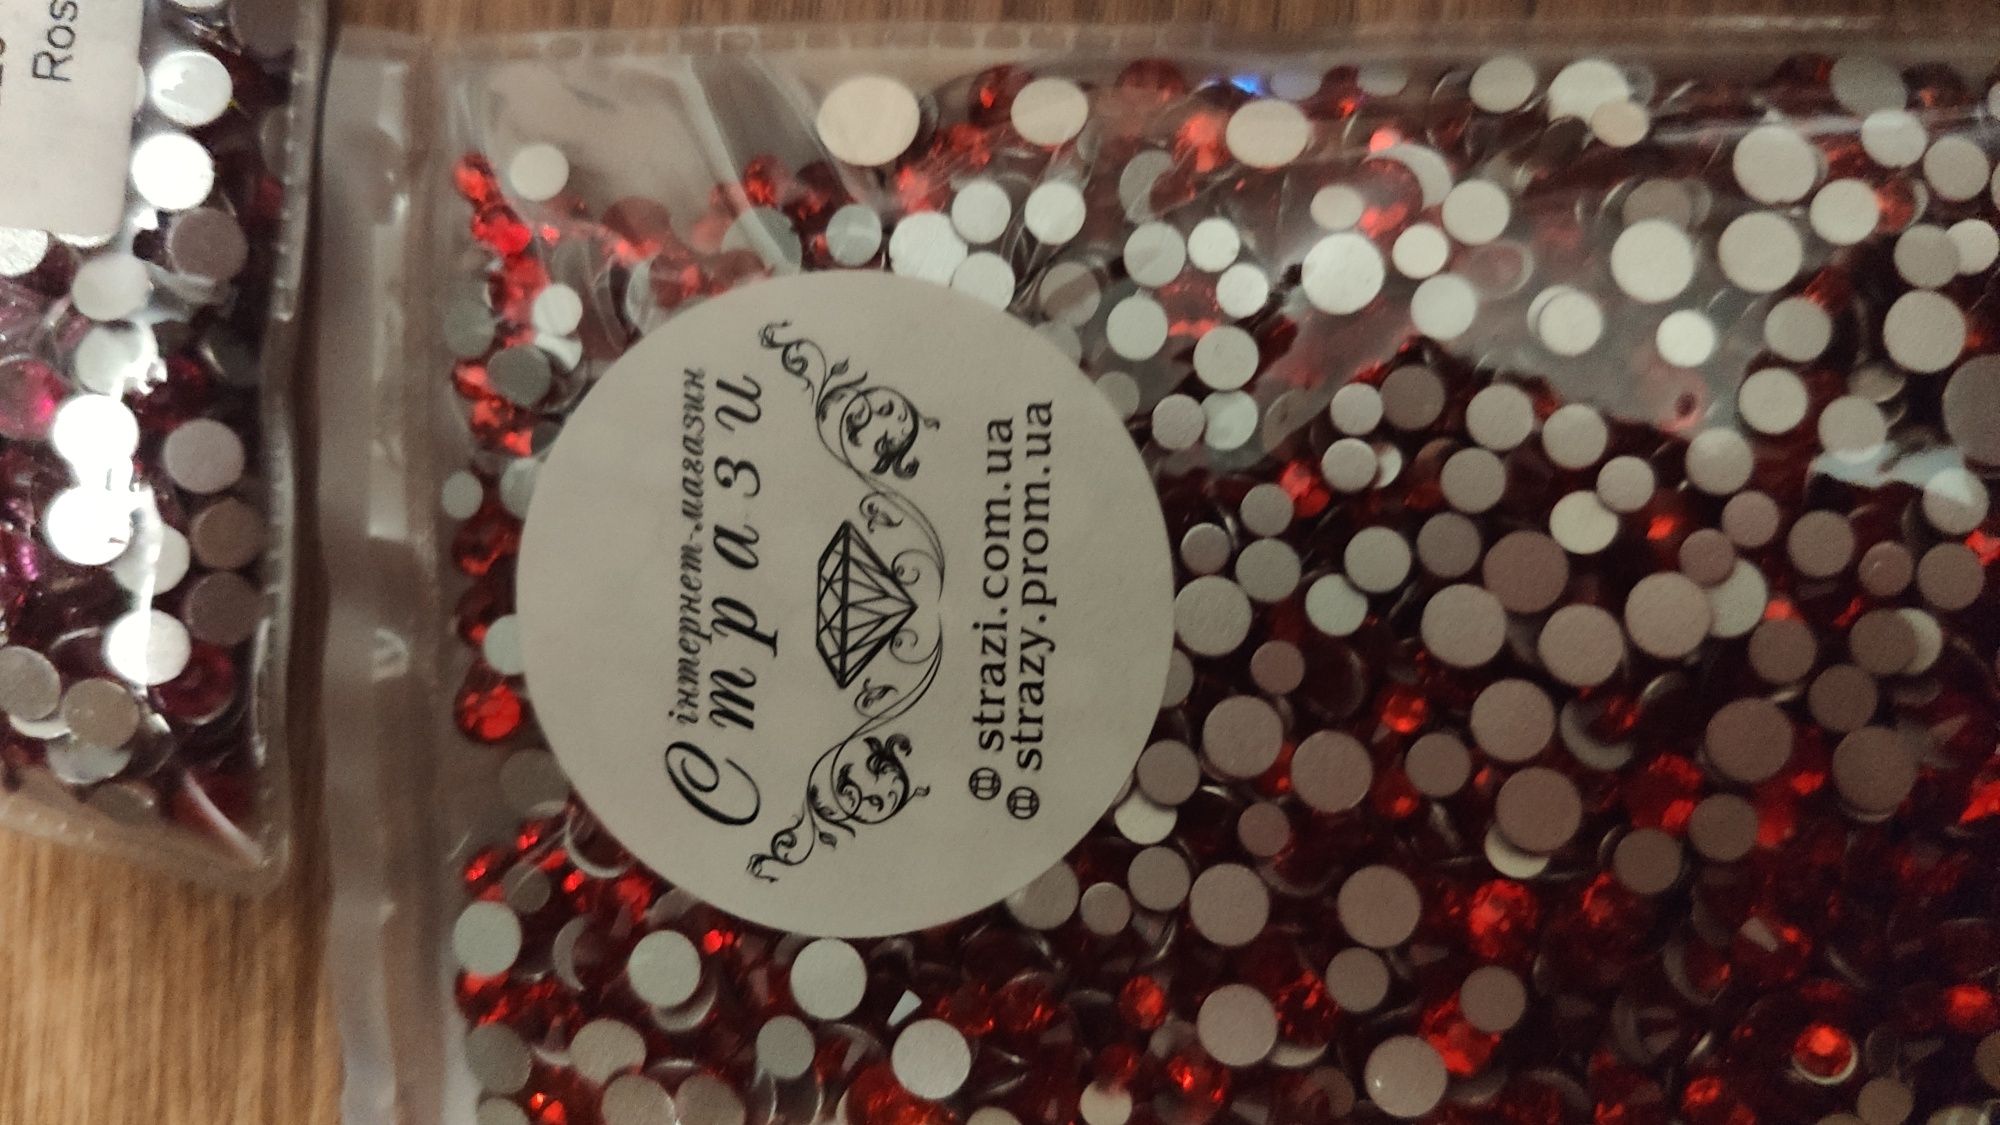 Ros
інтернет-магазин
Стрази
strazi.com.ua
strazy.prom.ua